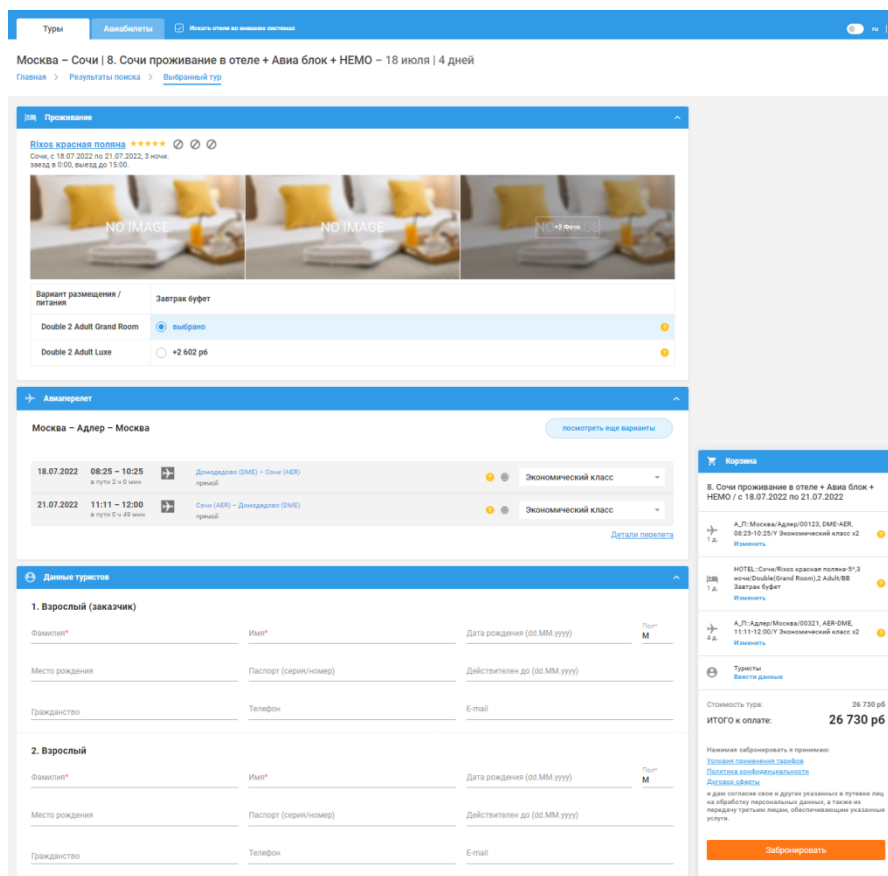 Туры
Авиабилеты
Искать отели во внешних системах
ru
Москва – Сочи | 8. Сочи проживание в отеле + Авиа блок + НЕМО – 18 июля | 4 дней
Главная > Результаты поиска > Выбранный тур
Проживание
Rixos красная поляна
Сочи, с 18.07.2022 по 21.07.2022, 3 ночи.
заезд в 0:00, выезд до 15:00.
NO IMAGE
NO IMAGE
NO IMAGE
+2 Фото
Вариант размещения / питания
Завтрак буфет
Double 2 Adult Grand Room
выбрано
Double 2 Adult Luxe
+2 602 рб
Авиаперелет
Москва – Адлер – Москва
посмотреть еще варианты
18.07.2022
08:25 – 10:25
в пути 2 ч 0 мин
Домодедово (DME) – Сочи (AER)
прямой
Экономический класс
21.07.2022
11:11 – 12:00
в пути 0 ч 49 мин
Сочи (AER) – Домодедово (DME)
прямой
Экономический класс
Детали перелета
Данные туристов
1. Взрослый (заказчик)
Фамилия*
Имя*
Дата рождения (dd.MM.yyyy)
Пол*
М
Место рождения
Паспорт (серия/номер)
Действителен до (dd.MM.yyyy)
Гражданство
Телефон
E-mail
2. Взрослый
Фамилия*
Имя*
Дата рождения (dd.MM.yyyy)
Пол*
М
Место рождения
Паспорт (серия/номер)
Действителен до (dd.MM.yyyy)
Гражданство
Телефон
E-mail
Корзина
8. Сочи проживание в отеле + Авиа блок +
НЕМО / с 18.07.2022 по 21.07.2022
1 д.
А_П::Москва/Адлер/00123, DME-AER,
08:25-10:25/Y Экономический класс x2
Изменить
1 д.
HOTEL::Сочи/Rixos красная поляна-5*,3
ночи/Double(Grand Room),2 Adult/BB
Завтрак буфет
Изменить
4 д.
А_П::Адлер/Москва/00321, AER-DME,
11:11-12:00/Y Экономический класс x2
Изменить
Туристы
Ввести данные
Стоимость тура: 26 730 рб
ИТОГО к оплате: 26 730 рб
Нажимая забронировать я принимаю:
Условия применения тарифов
Политика конфиденциальности
Договор оферты
и даю согласие свое и других указанных в путевке лиц
на обработку персональных данных, а также их
передачу третьим лицам, обеспечивающим указанные
услуги.
Забронировать